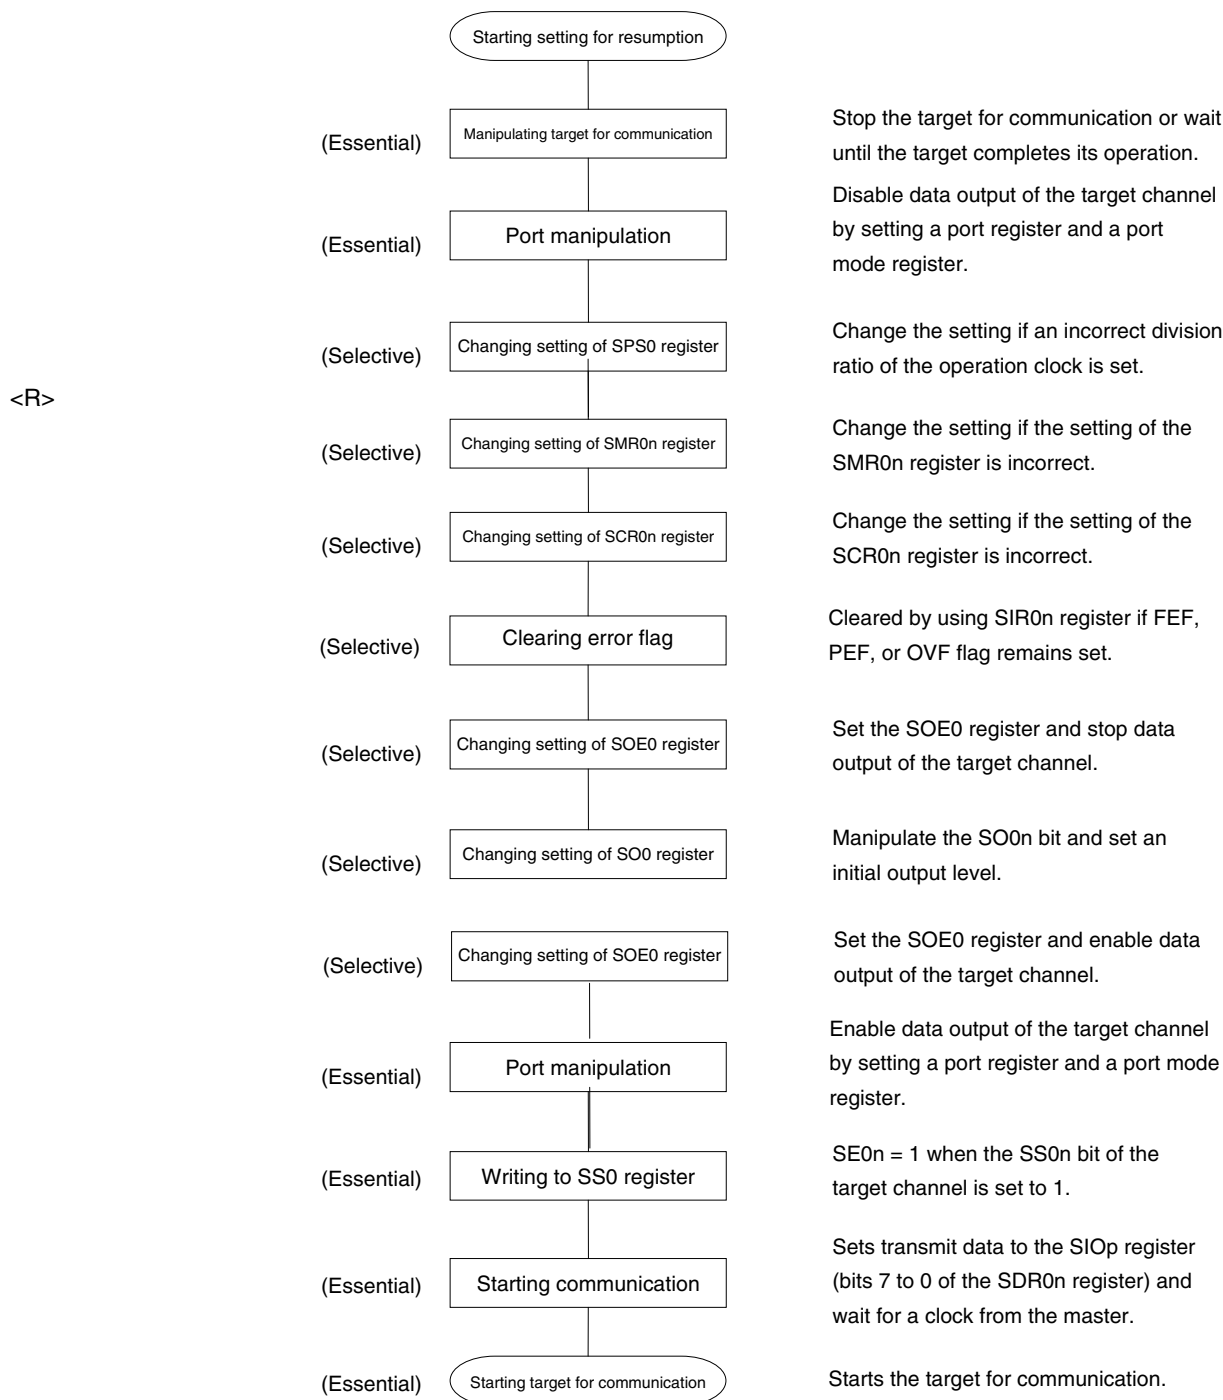 Starting setting for resumption
(Essential)
Manipulating target for communication
Stop the target for communication or wait
until the target completes its operation.
(Essential)
Port manipulation
Disable data output of the target channel
by setting a port register and a port
mode register.
(Selective)
Changing setting of SPS0 register
Change the setting if an incorrect division
ratio of the operation clock is set.
<R>
(Selective)
Changing setting of SMR0n register
Change the setting if the setting of the
SMR0n register is incorrect.
(Selective)
Changing setting of SCR0n register
Change the setting if the setting of the
SCR0n register is incorrect.
(Selective)
Clearing error flag
Cleared by using SIR0n register if FEF,
PEF, or OVF flag remains set.
(Selective)
Changing setting of SOE0 register
Set the SOE0 register and stop data
output of the target channel.
(Selective)
Changing setting of SO0 register
Manipulate the SO0n bit and set an
initial output level.
(Selective)
Changing setting of SOE0 register
Set the SOE0 register and enable data
output of the target channel.
(Essential)
Port manipulation
Enable data output of the target channel
by setting a port register and a port mode
register.
(Essential)
Writing to SS0 register
SE0n = 1 when the SS0n bit of the
target channel is set to 1.
(Essential)
Starting communication
Sets transmit data to the SIOp register
(bits 7 to 0 of the SDR0n register) and
wait for a clock from the master.
(Essential)
Starting target for communication
Starts the target for communication.